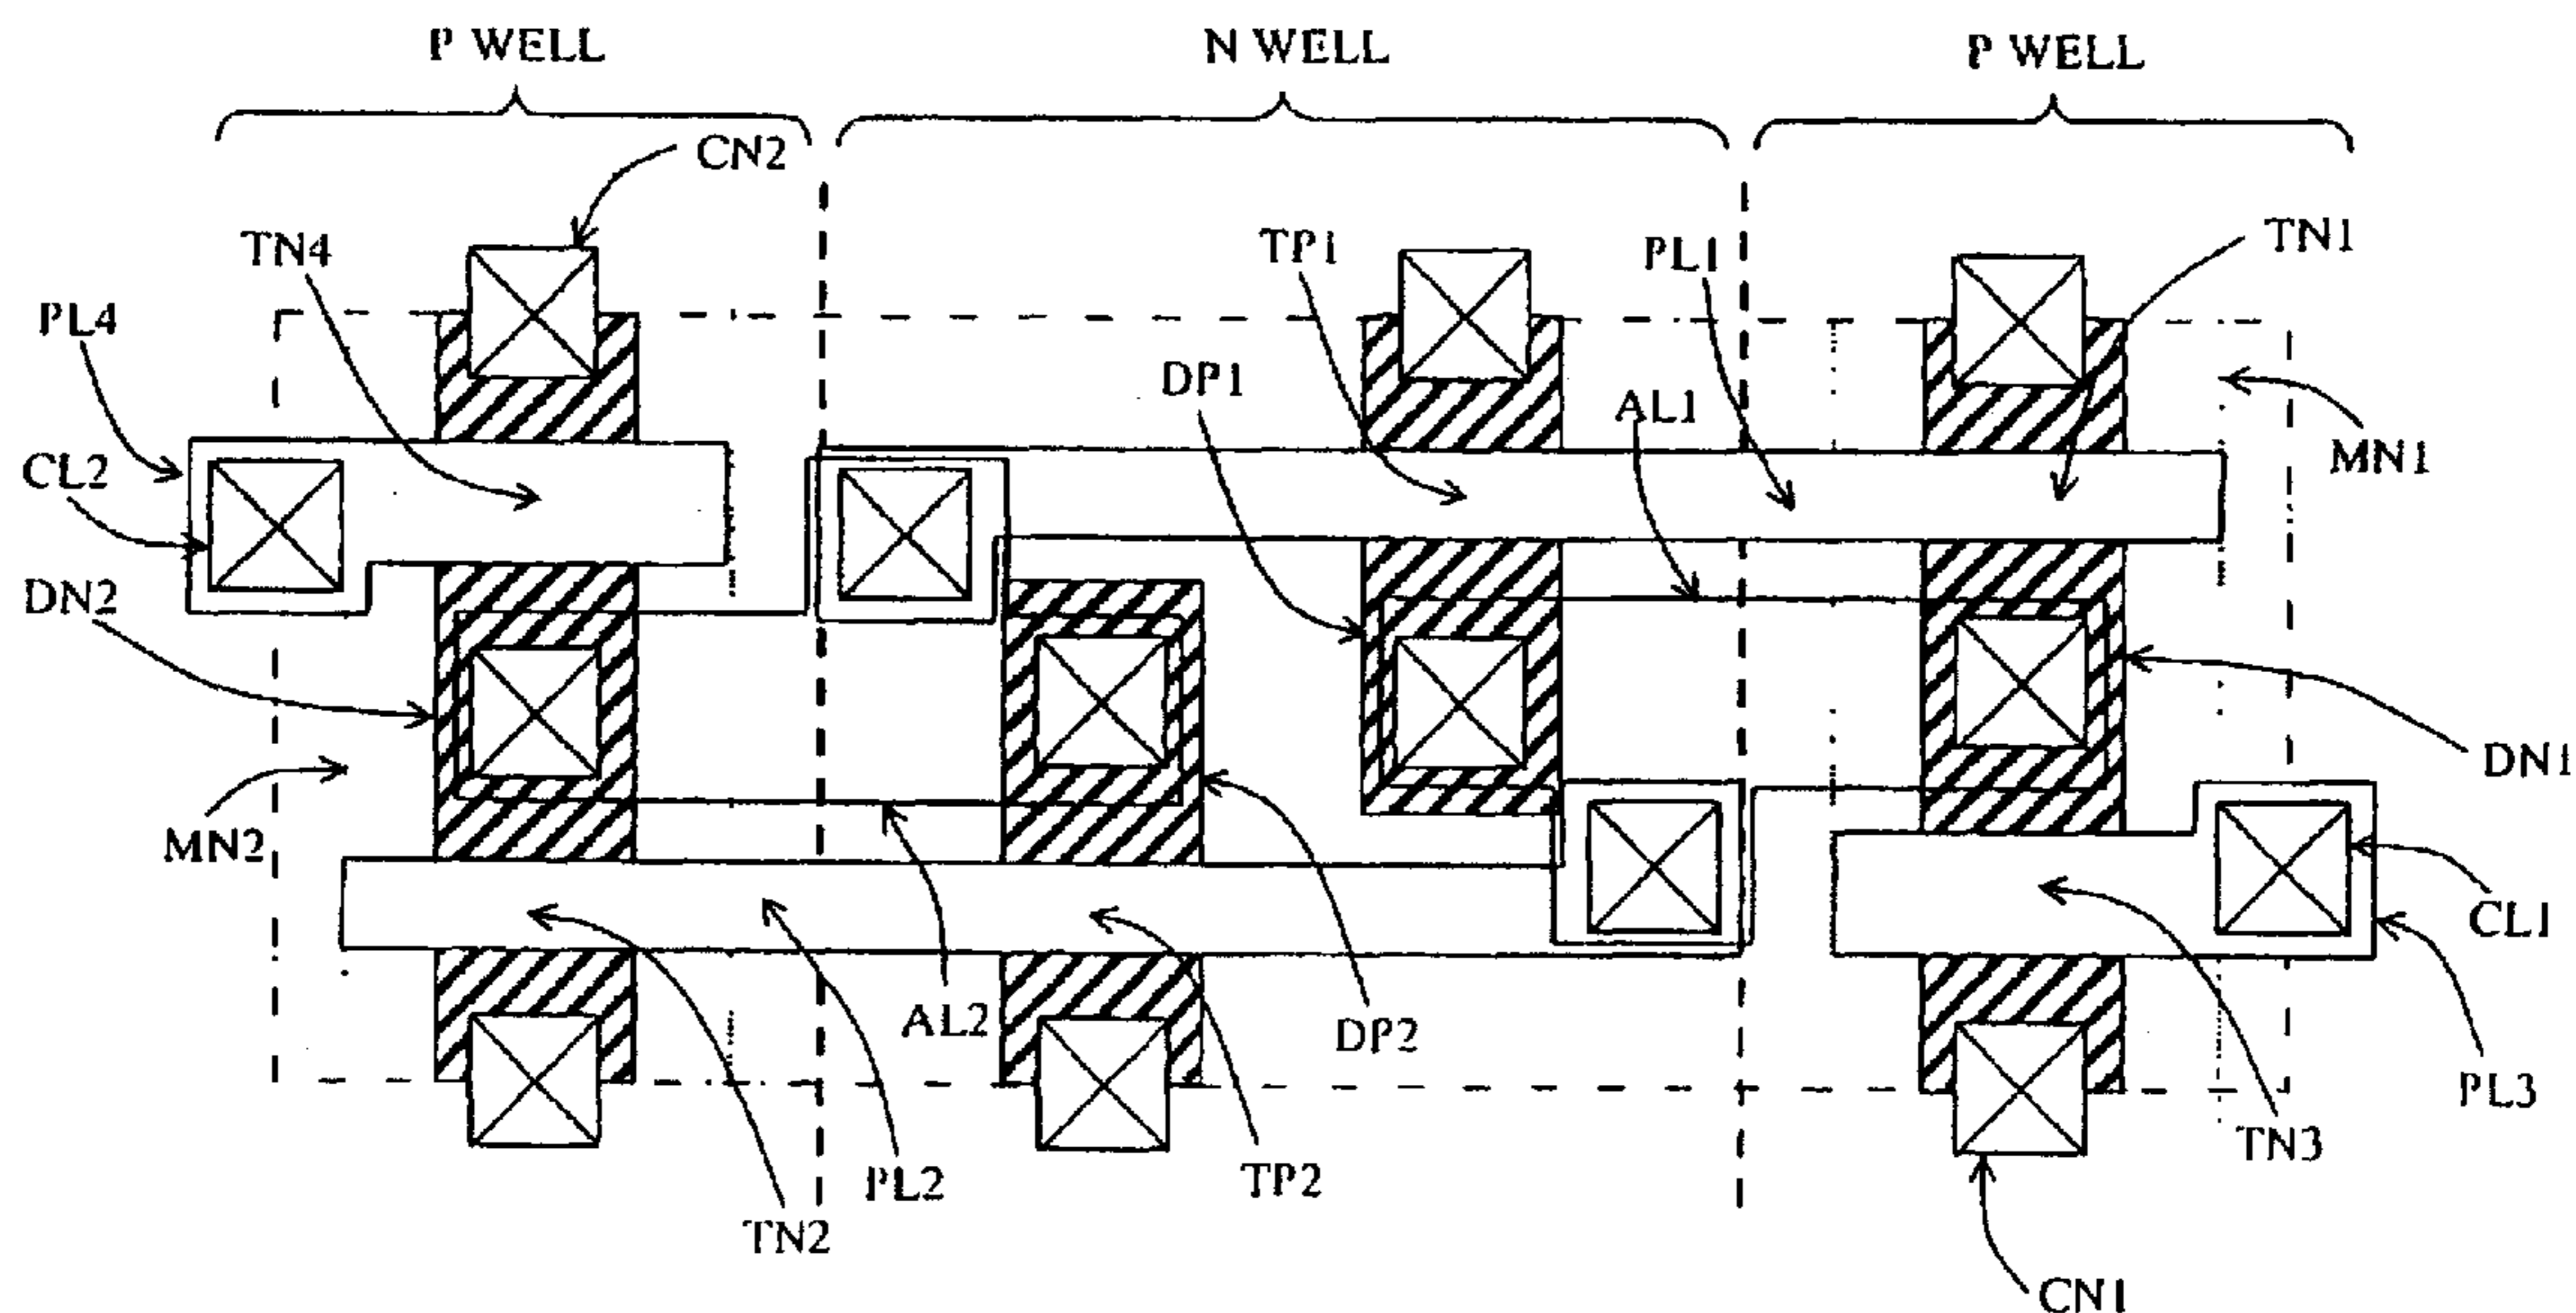 P WELL
N WELL
P WELL
CN2
TN4
TP1
PL1
TN1
PL4
DP1
AL1
CL2
MN1
DN2
DN1
MN2
CL1
AL2
DP2
PL3
PL2
TP2
TN3
TN2
CN1